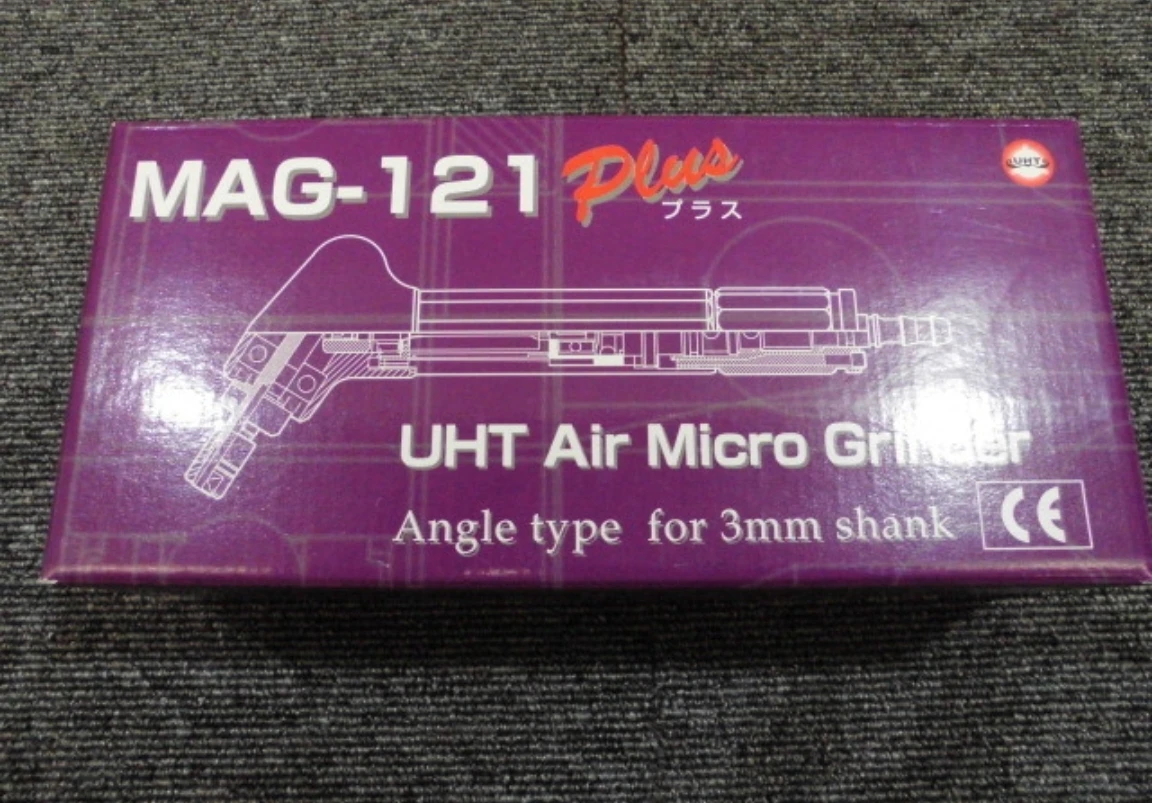 MAG-121 Plus
プラス
UHT
UHT Air Micro Grinder
Angle type for 3mm shank
CE